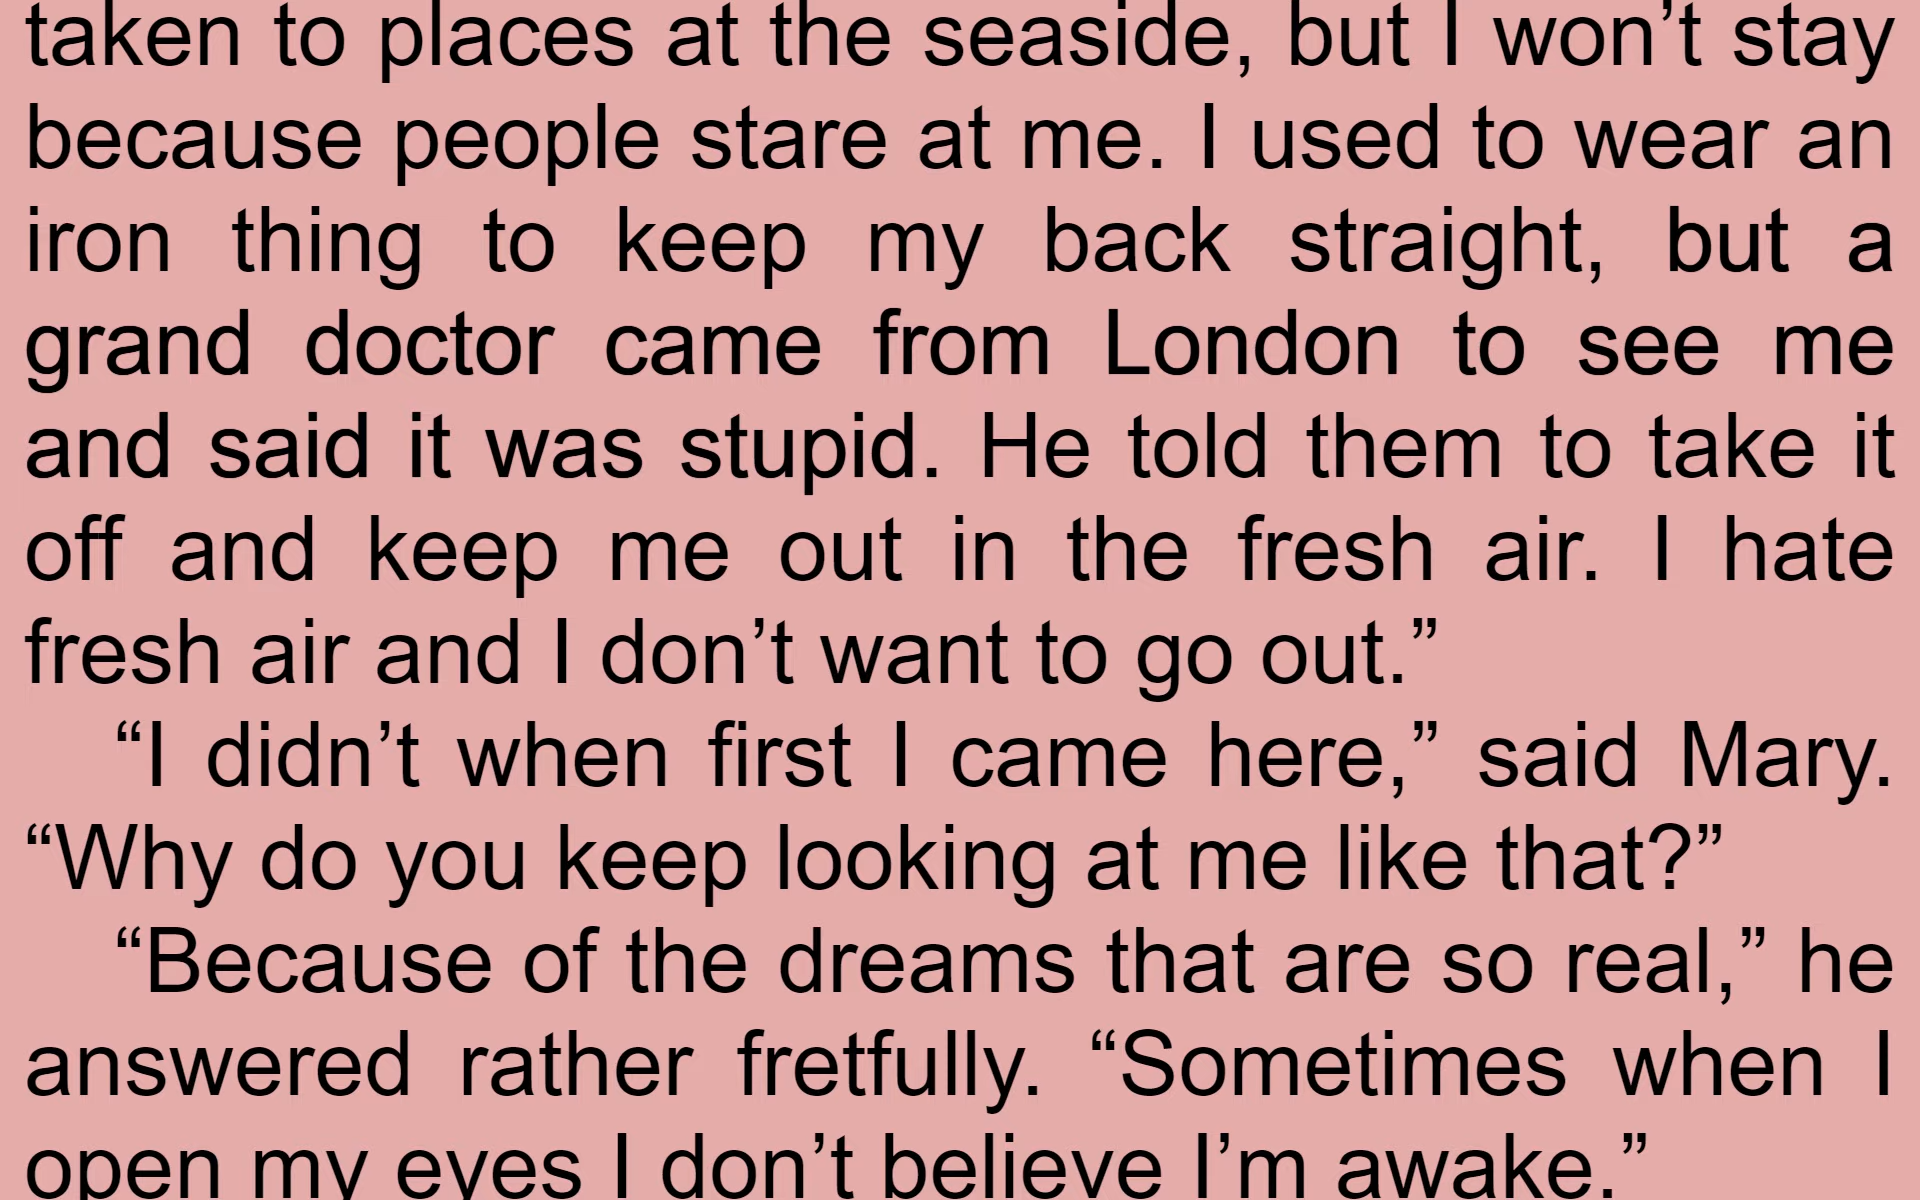 taken to places at the seaside, but I won’t stay
because people stare at me. I used to wear an
iron thing to keep my back straight, but a
grand doctor came from London to see me
and said it was stupid. He told them to take it
off and keep me out in the fresh air. I hate
fresh air and I don’t want to go out.”
“I didn’t when first I came here,” said Mary.
“Why do you keep looking at me like that?”
“Because of the dreams that are so real,” he
answered rather fretfully. “Sometimes when I
open my eyes I don’t believe I’m awake.”